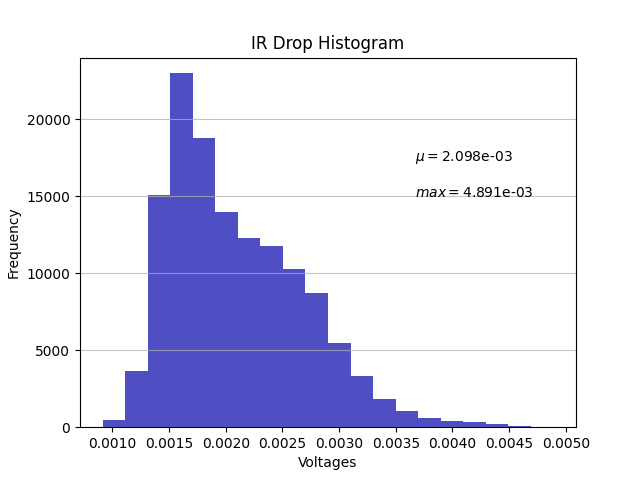 IR Drop Histogram
20000
15000
10000
5000
0
Frequency
μ = 2.098e-03
max = 4.891e-03
0.0010 0.0015 0.0020 0.0025 0.0030 0.0035 0.0040 0.0045 0.0050
Voltages